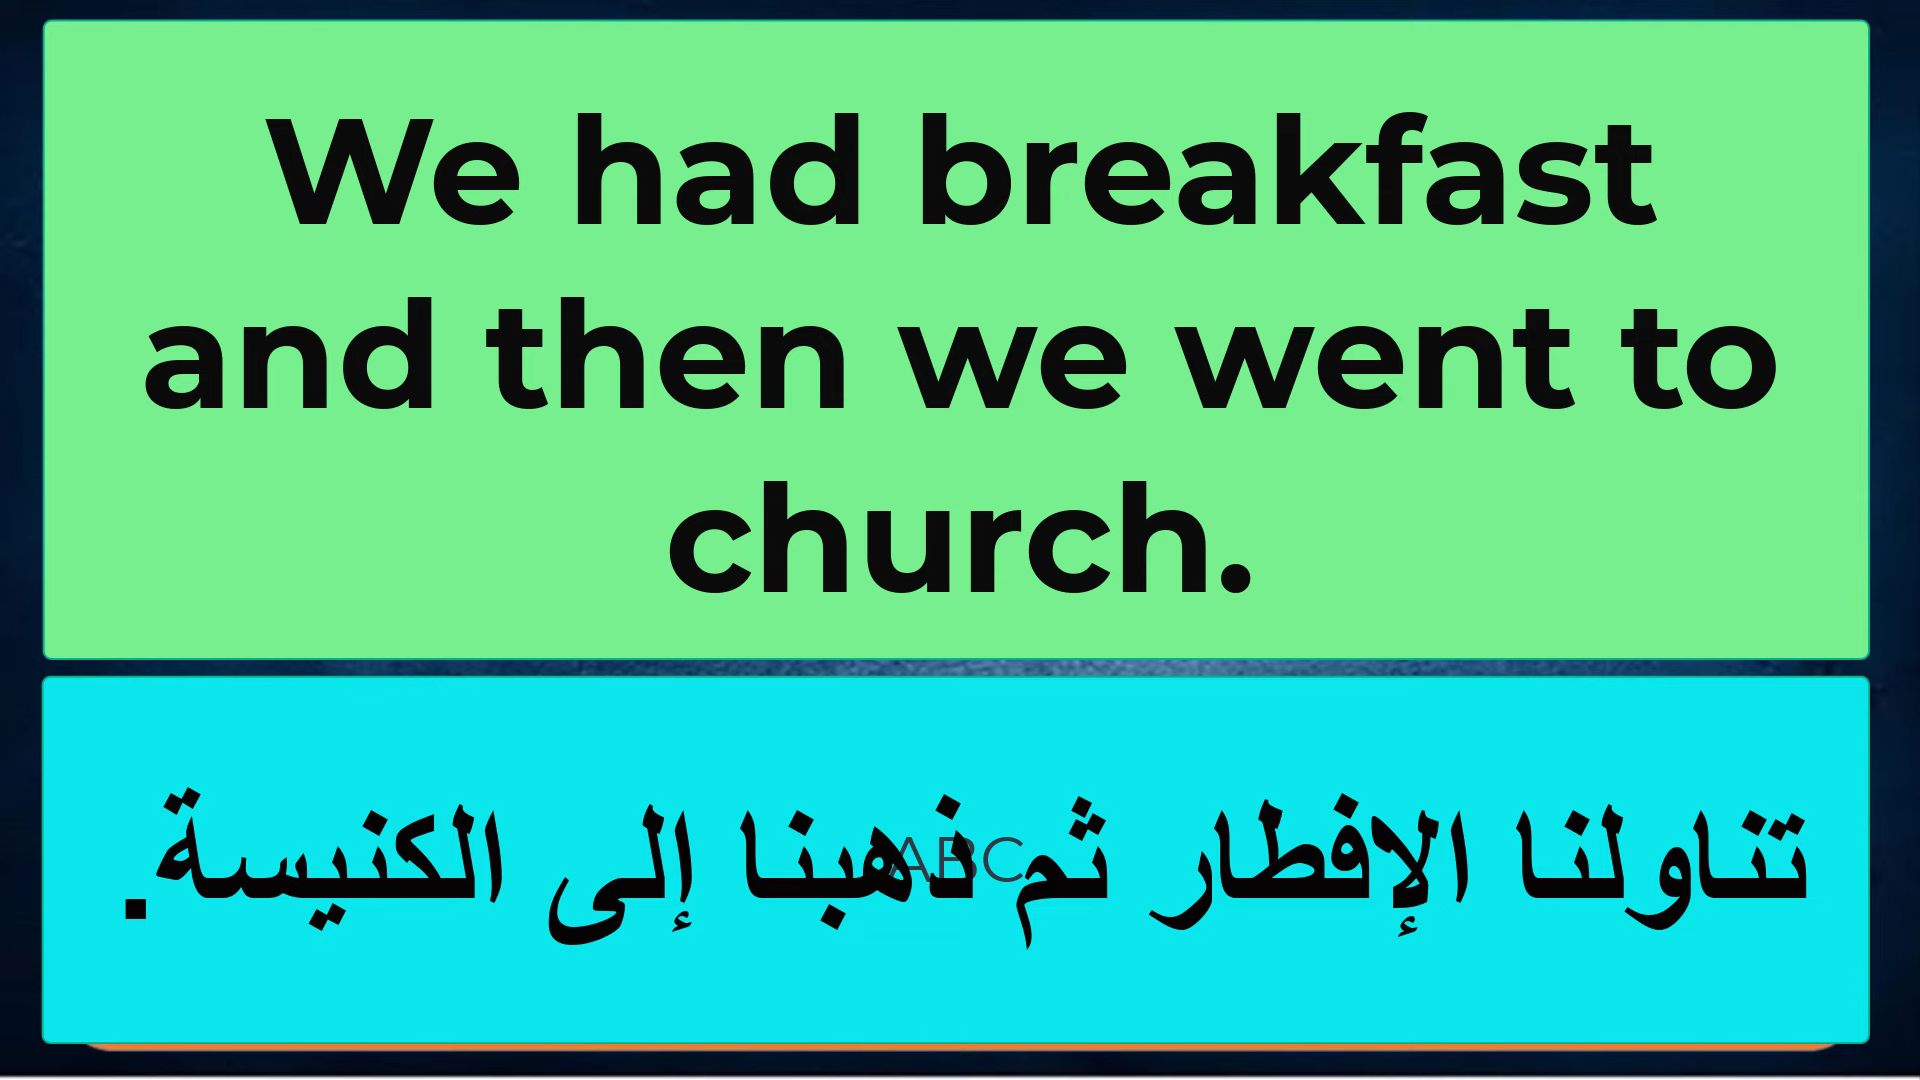 We had breakfast
and then we went to
church.
تناولنا الإفطار ثم ذهبنا إلى الكنيسة.
ABC